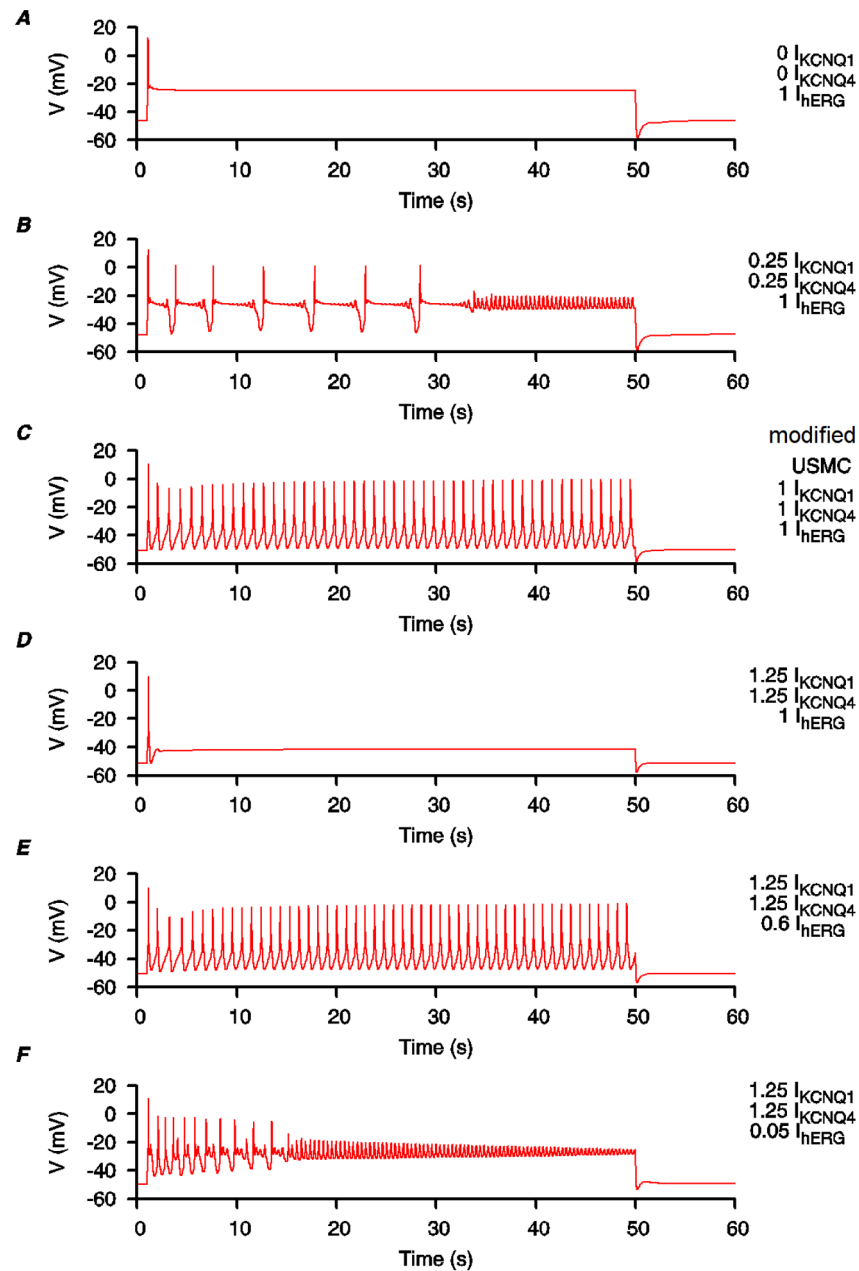 A
20
0
-20
-40
-60
V (mV)
0 10 20 30 40 50 60
Time (s)
0 IKCNQ1
0 IKCNQ4
1 IhERG
B
20
0
-20
-40
-60
V (mV)
0 10 20 30 40 50 60
Time (s)
0.25 IKCNQ1
0.25 IKCNQ4
1 IhERG
C
20
0
-20
-40
-60
V (mV)
0 10 20 30 40 50 60
Time (s)
modified
USMC
1 IKCNQ1
1 IKCNQ4
1 IhERG
D
20
0
-20
-40
-60
V (mV)
0 10 20 30 40 50 60
Time (s)
1.25 IKCNQ1
1.25 IKCNQ4
1 IhERG
E
20
0
-20
-40
-60
V (mV)
0 10 20 30 40 50 60
Time (s)
1.25 IKCNQ1
1.25 IKCNQ4
0.6 IhERG
F
20
0
-20
-40
-60
V (mV)
0 10 20 30 40 50 60
Time (s)
1.25 IKCNQ1
1.25 IKCNQ4
0.05 IhERG